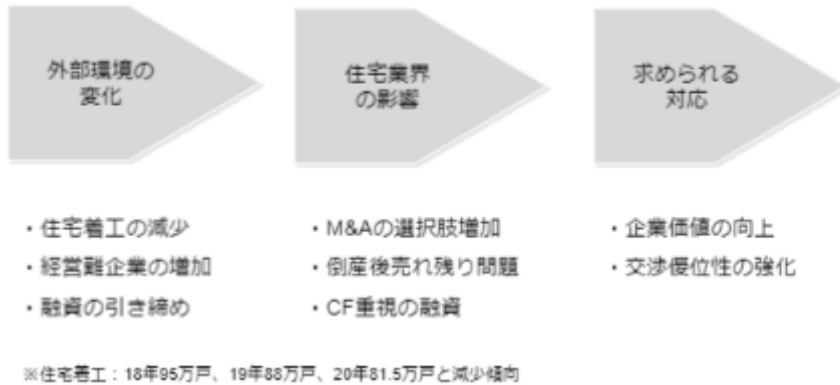 外部環境の
変化
住宅業界
の影響
求められる
対応
・住宅着工の減少
・経営難企業の増加
・融資の引き締め
・M&Aの選択肢増加
・倒産後売れ残り問題
・CF重視の融資
・企業価値の向上
・交渉優位性の強化
※住宅着工：18年95万戸、19年88万戸、20年81.5万戸と減少傾向